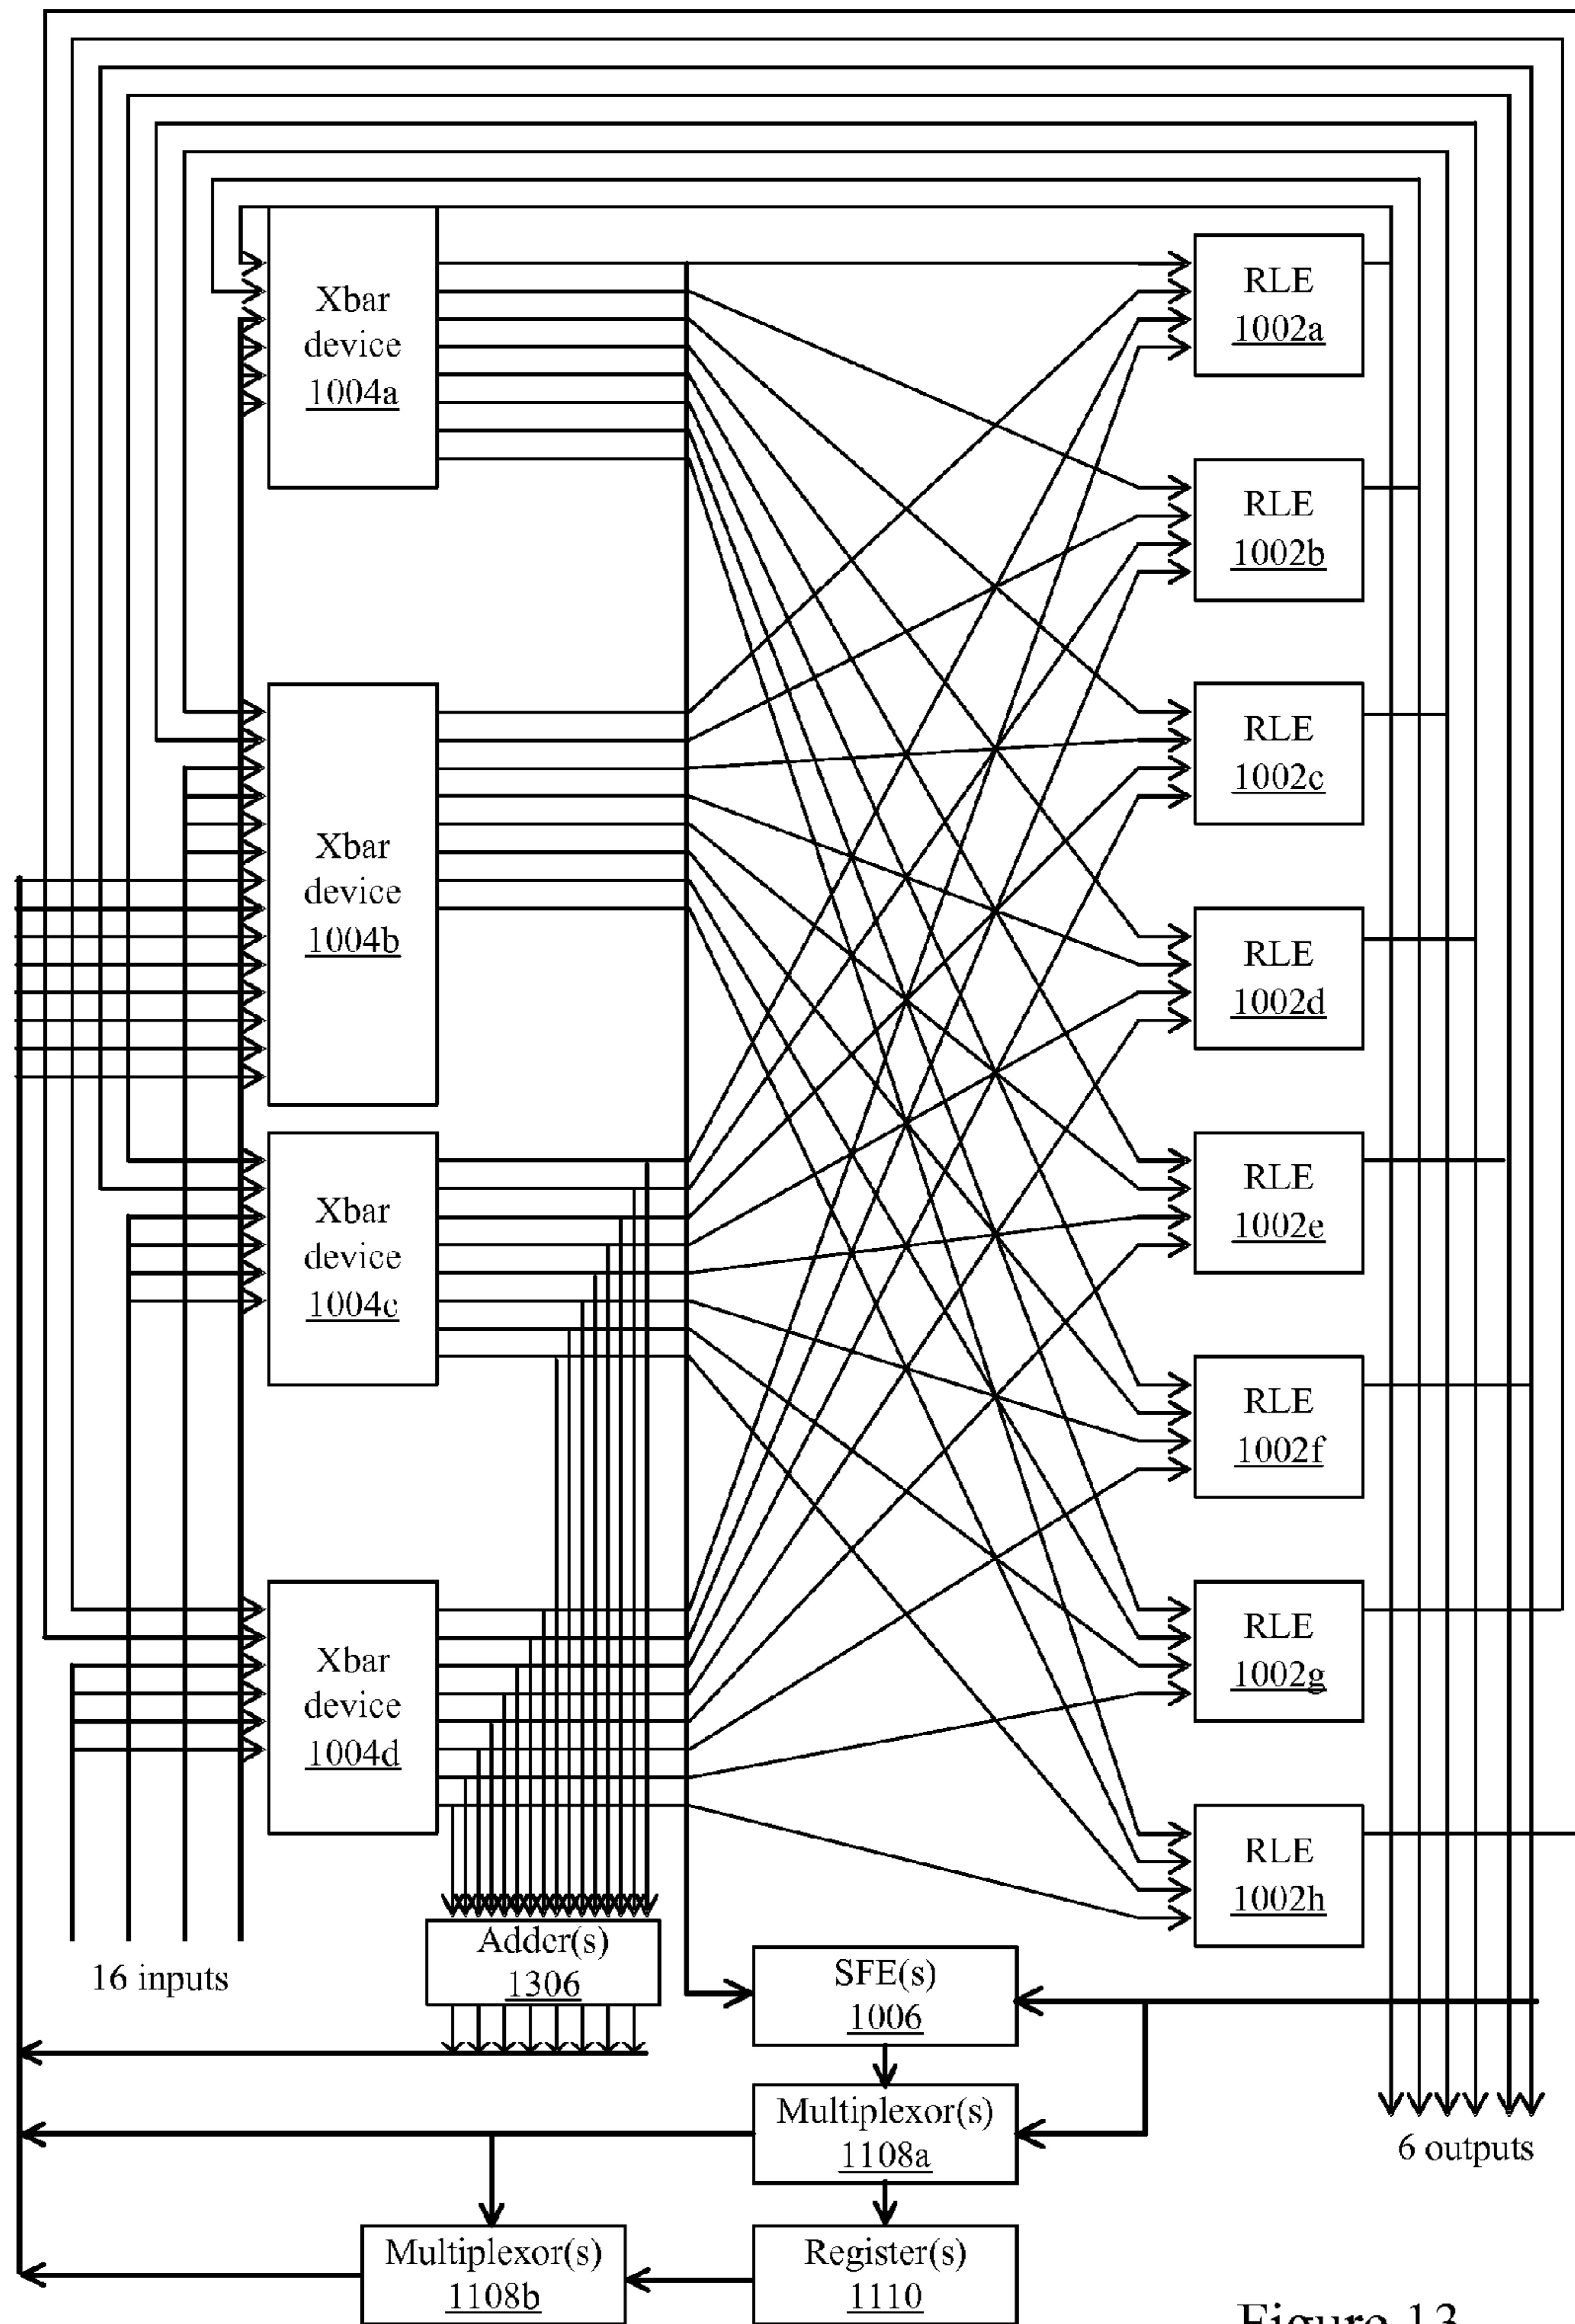 Xbar
device
1004a
RLE
1002a
RLE
1002b
Xbar
device
1004b
RLE
1002c
RLE
1002d
Xbar
device
1004c
RLE
1002e
RLE
1002f
Xbar
device
1004d
RLE
1002g
RLE
1002h
16 inputs
Adder(s)
1306
SFE(s)
1006
Multiplexor(s)
1108a
6 outputs
Multiplexor(s)
1108b
Register(s)
1110
Figure 13